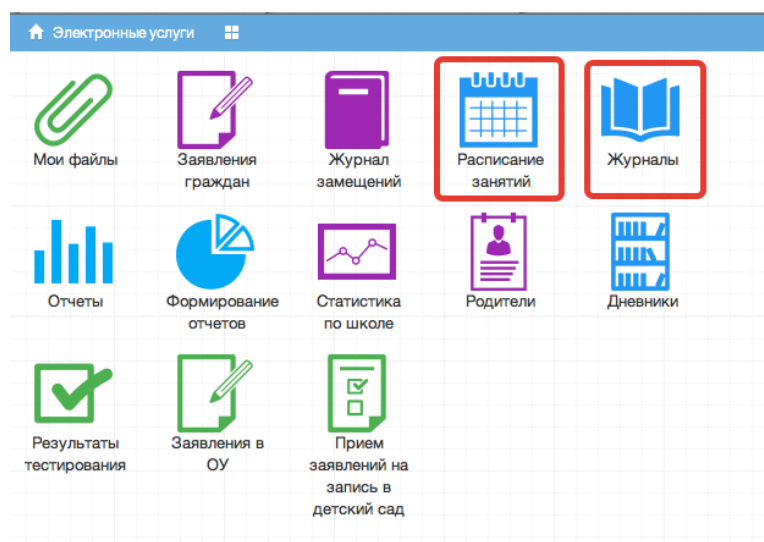 Электронные услуги
Мои файлы
Заявления
граждан
Журнал
замещений
Расписание
занятий
Журналы
Отчеты
Формирование
отчетов
Статистика
по школе
Родители
Дневники
Результаты
тестирования
Заявления в
ОУ
Прием
заявлений на
запись в
детский сад